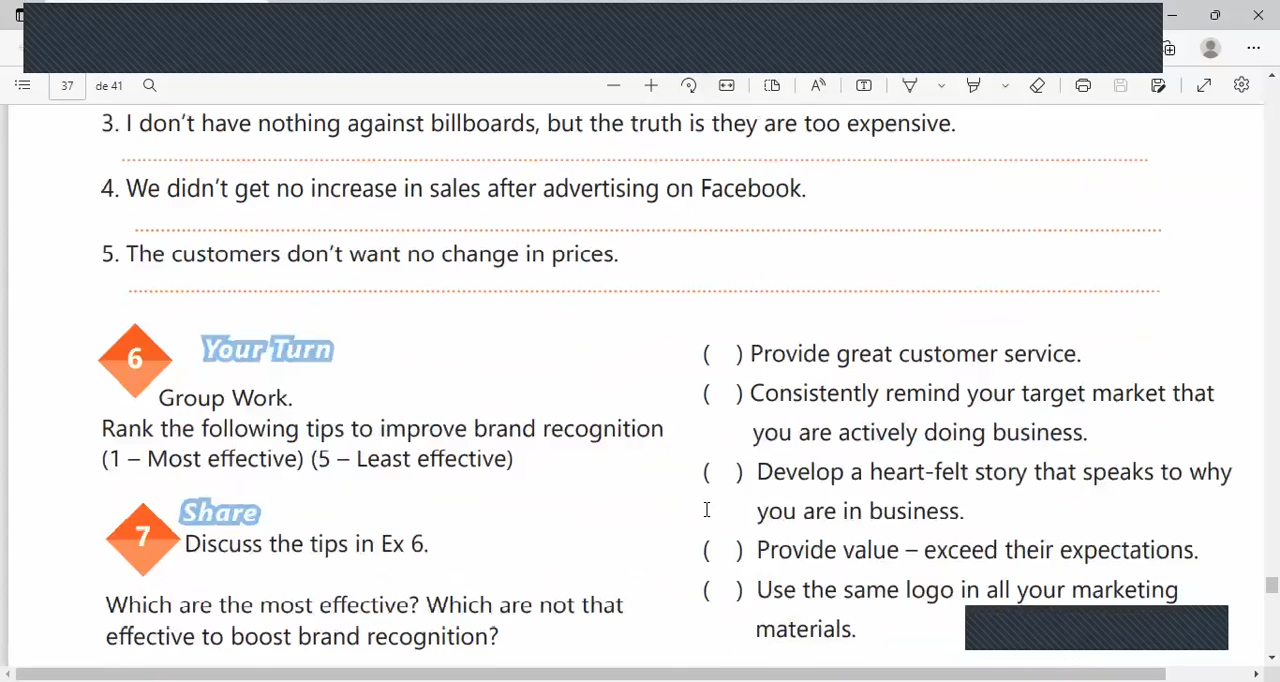 37 de 41
3. I don't have nothing against billboards, but the truth is they are too expensive.
4. We didn't get no increase in sales after advertising on Facebook.
5. The customers don't want no change in prices.
6 Your Turn
Group Work.
Rank the following tips to improve brand recognition
(1 – Most effective) (5 – Least effective)
7 Share
Discuss the tips in Ex 6.
Which are the most effective? Which are not that
effective to boost brand recognition?
( ) Provide great customer service.
( ) Consistently remind your target market that
you are actively doing business.
( ) Develop a heart-felt story that speaks to why
you are in business.
( ) Provide value – exceed their expectations.
( ) Use the same logo in all your marketing
materials.